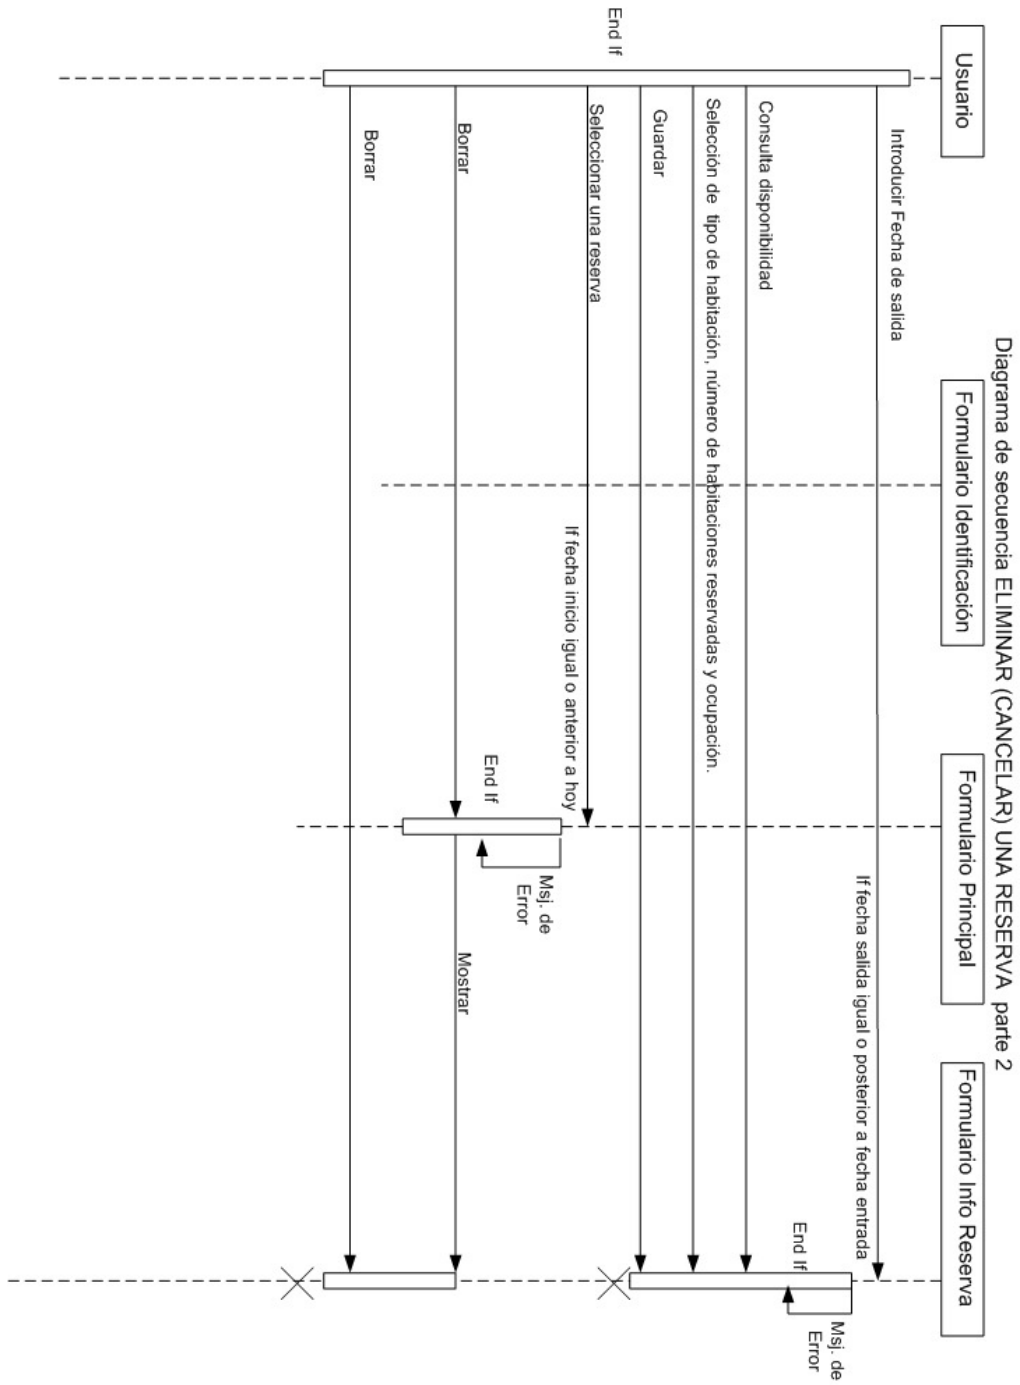 Diagrama de secuencia ELIMINAR (CANCELAR) UNA RESERVA parte 2
Usuario
Formulario Identificación
Formulario Principal
Formulario Info Reserva
Introducir Fecha de salida
If fecha salida igual o posterior a fecha entrada
Msj. de
Error
End If
Consulta disponibilidad
Selección de tipo de habitación, número de habitaciones reservadas y ocupación.
Guardar
End If
Seleccionar una reserva
If fecha inicio igual o anterior a hoy
Msj. de
Error
End If
Borrar
Mostrar
Borrar